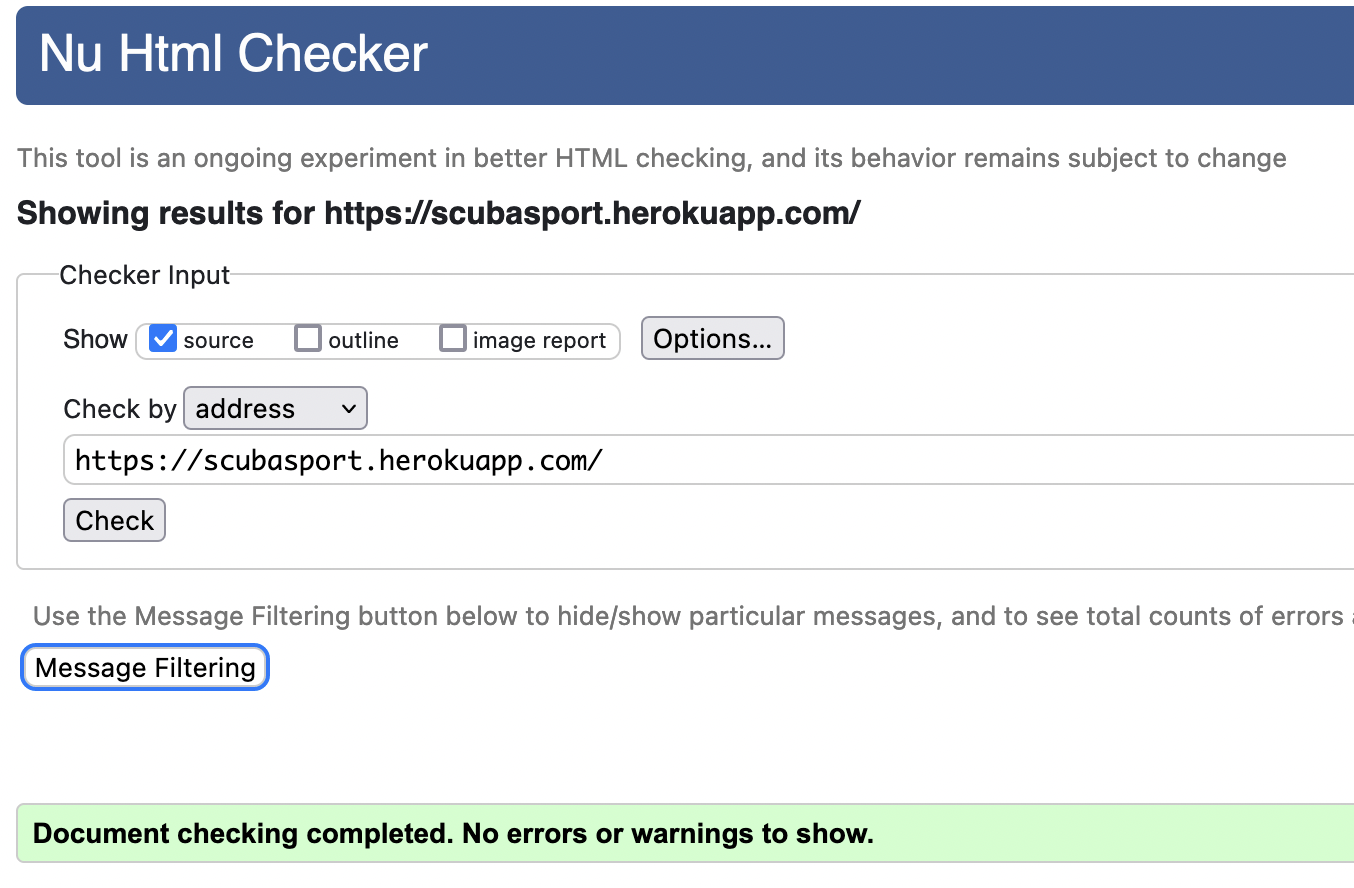 Nu Html Checker
This tool is an ongoing experiment in better HTML checking, and its behavior remains subject to change
Showing results for https://scubasport.herokuapp.com/
Checker Input
Show source outline image report Options...
Check by address
https://scubasport.herokuapp.com/
Check
Use the Message Filtering button below to hide/show particular messages, and to see total counts of errors
Message Filtering
Document checking completed. No errors or warnings to show.